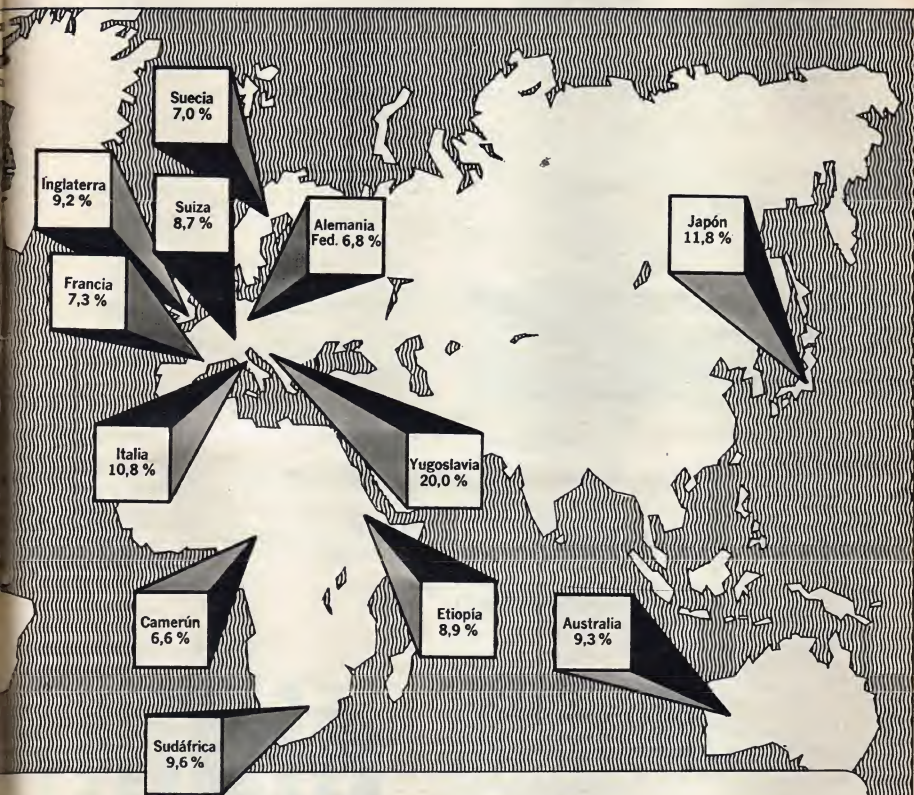 Suecia
7,0 %
Inglaterra
9,2 %
Suiza
8,7 %
Alemania
Fed. 6,8 %
Japón
11,8 %
Francia
7,3 %
Italia
10,8 %
Yugoslavia
20,0 %
Camerún
6,6 %
Etiopía
8,9 %
Australia
9,3 %
Sudáfrica
9,6 %